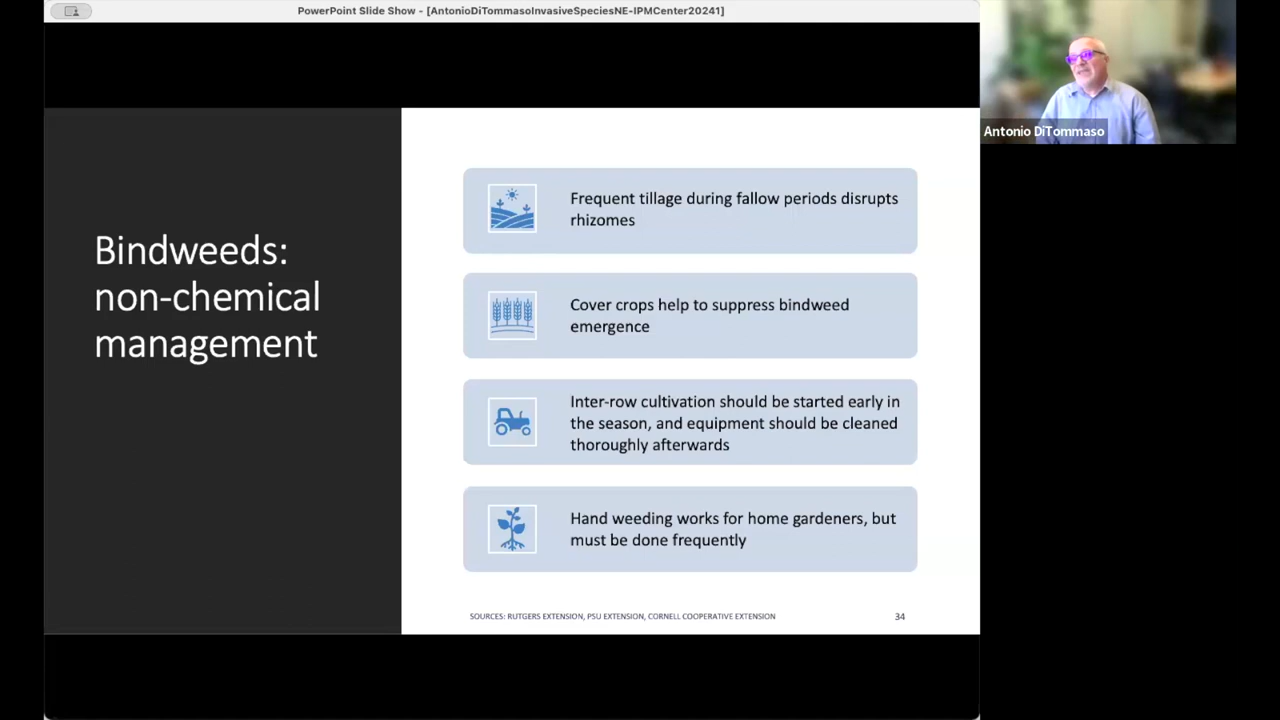 PowerPoint Slide Show - [AntonioDiTommasoInvasiveSpeciesNE-IPMCenter20241]
Antonio DiTommaso
Bindweeds:
non-chemical
management
Frequent tillage during fallow periods disrupts
rhizomes
Cover crops help to suppress bindweed
emergence
Inter-row cultivation should be started early in
the season, and equipment should be cleaned
thoroughly afterwards
Hand weeding works for home gardeners, but
must be done frequently
SOURCES: RUTGERS EXTENSION, PSU EXTENSION, CORNELL COOPERATIVE EXTENSION
34